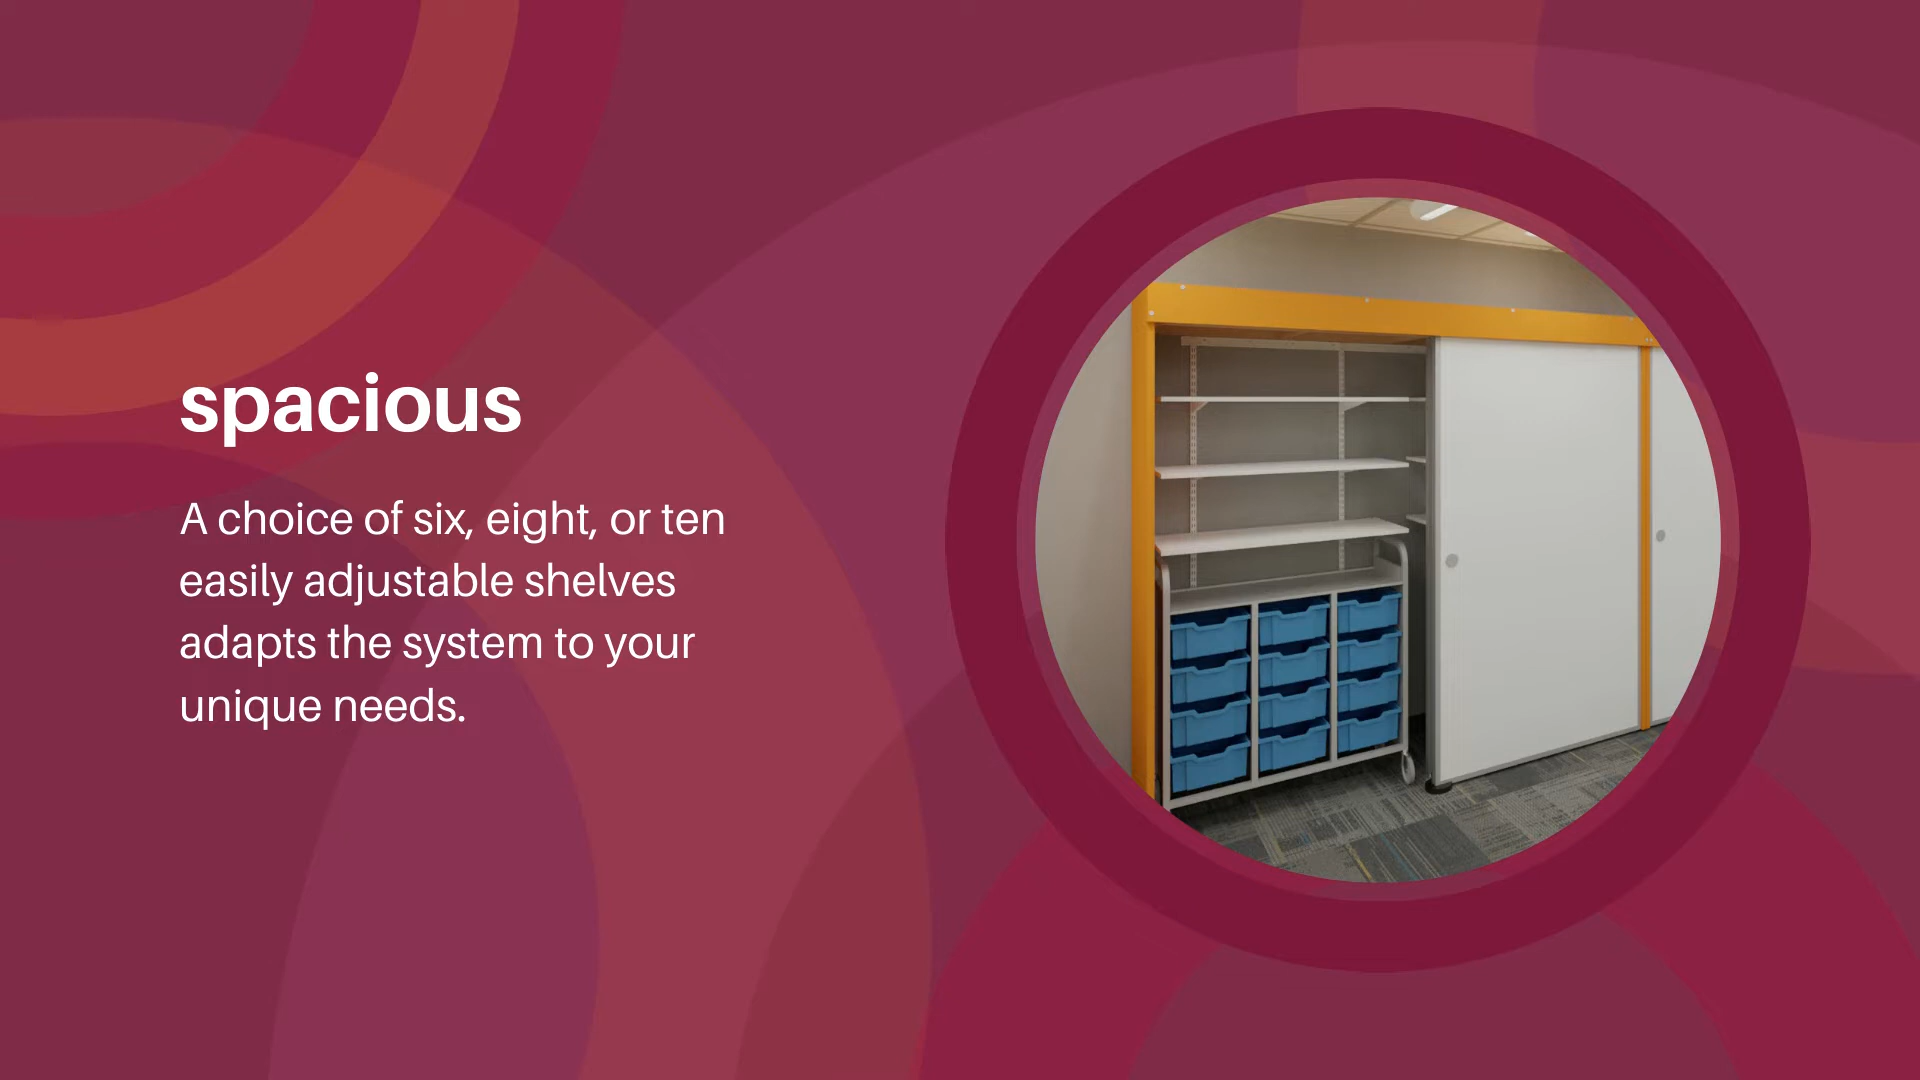 spacious
A choice of six, eight, or ten
easily adjustable shelves
adapts the system to your
unique needs.